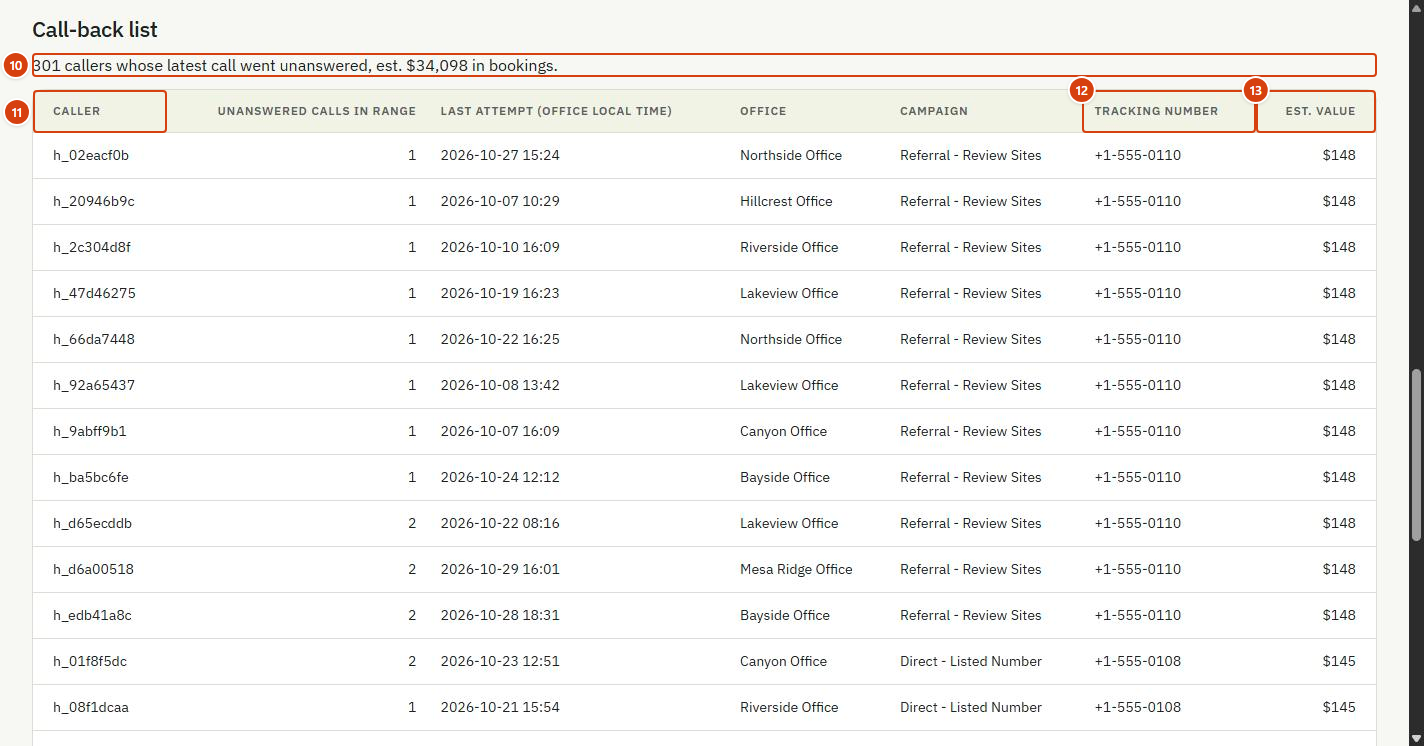 Call-back list
10
301 callers whose latest call went unanswered, est. $34,098 in bookings.
11 12 13
CALLER UNANSWERED CALLS IN RANGE LAST ATTEMPT (OFFICE LOCAL TIME) OFFICE CAMPAIGN TRACKING NUMBER EST. VALUE
h_02eacf0b 1 2026-10-27 15:24 Northside Office Referral - Review Sites +1-555-0110 $148
h_20946b9c 1 2026-10-07 10:29 Hillcrest Office Referral - Review Sites +1-555-0110 $148
h_2c304d8f 1 2026-10-10 16:09 Riverside Office Referral - Review Sites +1-555-0110 $148
h_47d46275 1 2026-10-19 16:23 Lakeview Office Referral - Review Sites +1-555-0110 $148
h_66da7448 1 2026-10-22 16:25 Northside Office Referral - Review Sites +1-555-0110 $148
h_92a65437 1 2026-10-08 13:42 Lakeview Office Referral - Review Sites +1-555-0110 $148
h_9abff9b1 1 2026-10-07 16:09 Canyon Office Referral - Review Sites +1-555-0110 $148
h_ba5bc6fe 1 2026-10-24 12:12 Bayside Office Referral - Review Sites +1-555-0110 $148
h_d65ecddb 2 2026-10-22 08:16 Lakeview Office Referral - Review Sites +1-555-0110 $148
h_d6a00518 2 2026-10-29 16:01 Mesa Ridge Office Referral - Review Sites +1-555-0110 $148
h_edb41a8c 2 2026-10-28 18:31 Bayside Office Referral - Review Sites +1-555-0110 $148
h_01f8f5dc 2 2026-10-23 12:51 Canyon Office Direct - Listed Number +1-555-0108 $145
h_08f1dcaa 1 2026-10-21 15:54 Riverside Office Direct - Listed Number +1-555-0108 $145